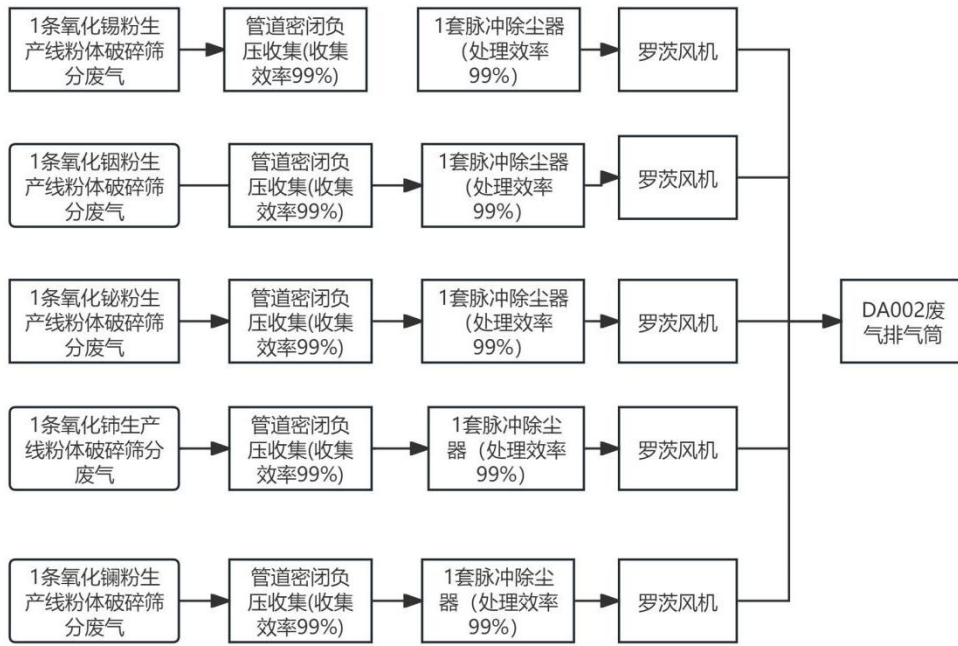 1条氧化锡粉生
产线粉体破碎筛
分废气
管道密闭负
压收集(收集
效率99%)
1套脉冲除尘器
（处理效率
99%）
罗茨风机
1条氧化铟粉生
产线粉体破碎筛
分废气
管道密闭负
压收集(收集
效率99%)
1套脉冲除尘器
（处理效率
99%）
罗茨风机
1条氧化铋粉生
产线粉体破碎筛
分废气
管道密闭负
压收集(收集
效率99%)
1套脉冲除尘器
（处理效率
99%）
罗茨风机
DA002废
气排气筒
1条氧化铈生产
线粉体破碎筛分
废气
管道密闭负
压收集(收集
效率99%)
1套脉冲除尘
器（处理效率
99%）
罗茨风机
1条氧化镧粉生
产线粉体破碎筛
分废气
管道密闭负
压收集(收集
效率99%)
1套脉冲除尘
器（处理效率
99%）
罗茨风机